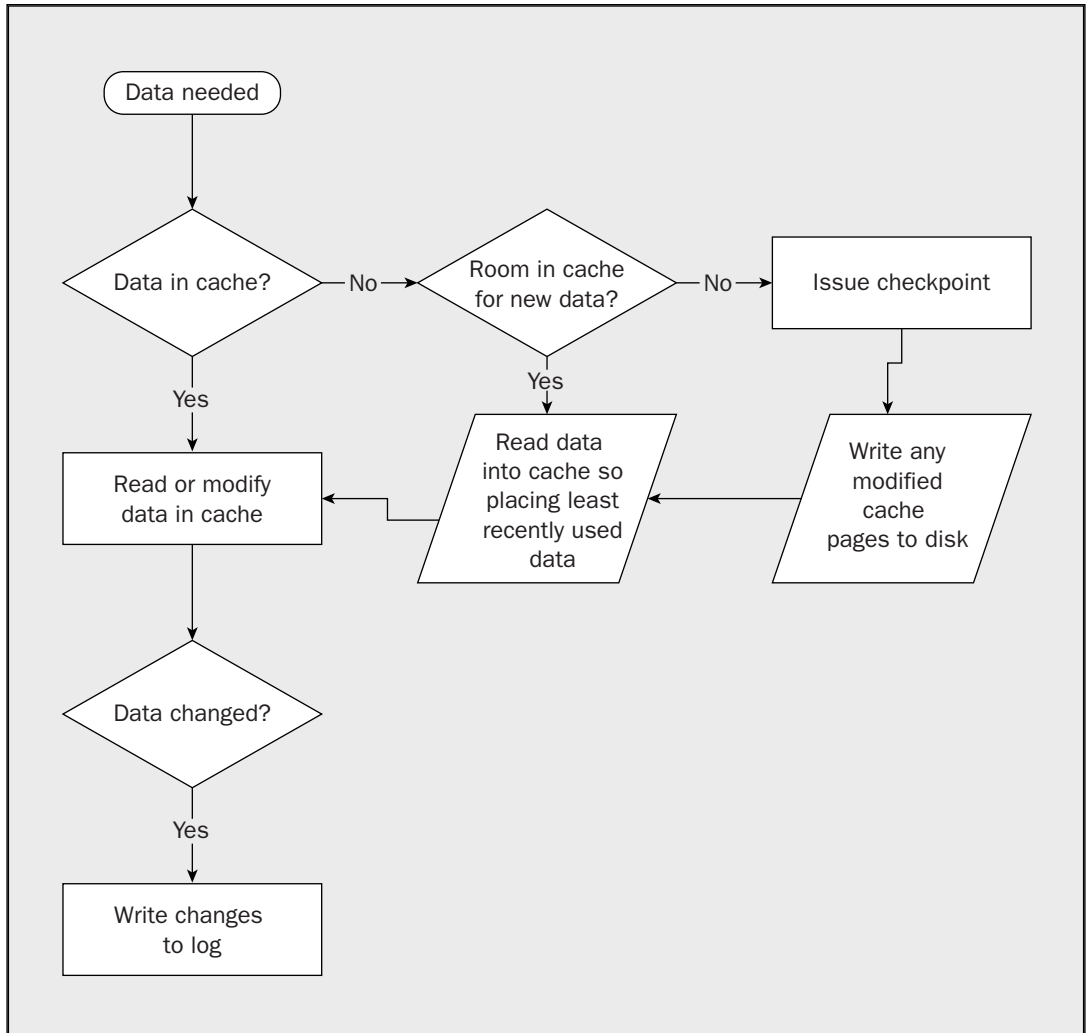 Data needed
Data in cache?
No
Room in cache
for new data?
No
Issue checkpoint
Yes
Yes
Read or modify
data in cache
Read data
into cache so
placing least
recently used
data
Write any
modified
cache
pages to disk
Data changed?
Yes
Write changes
to log